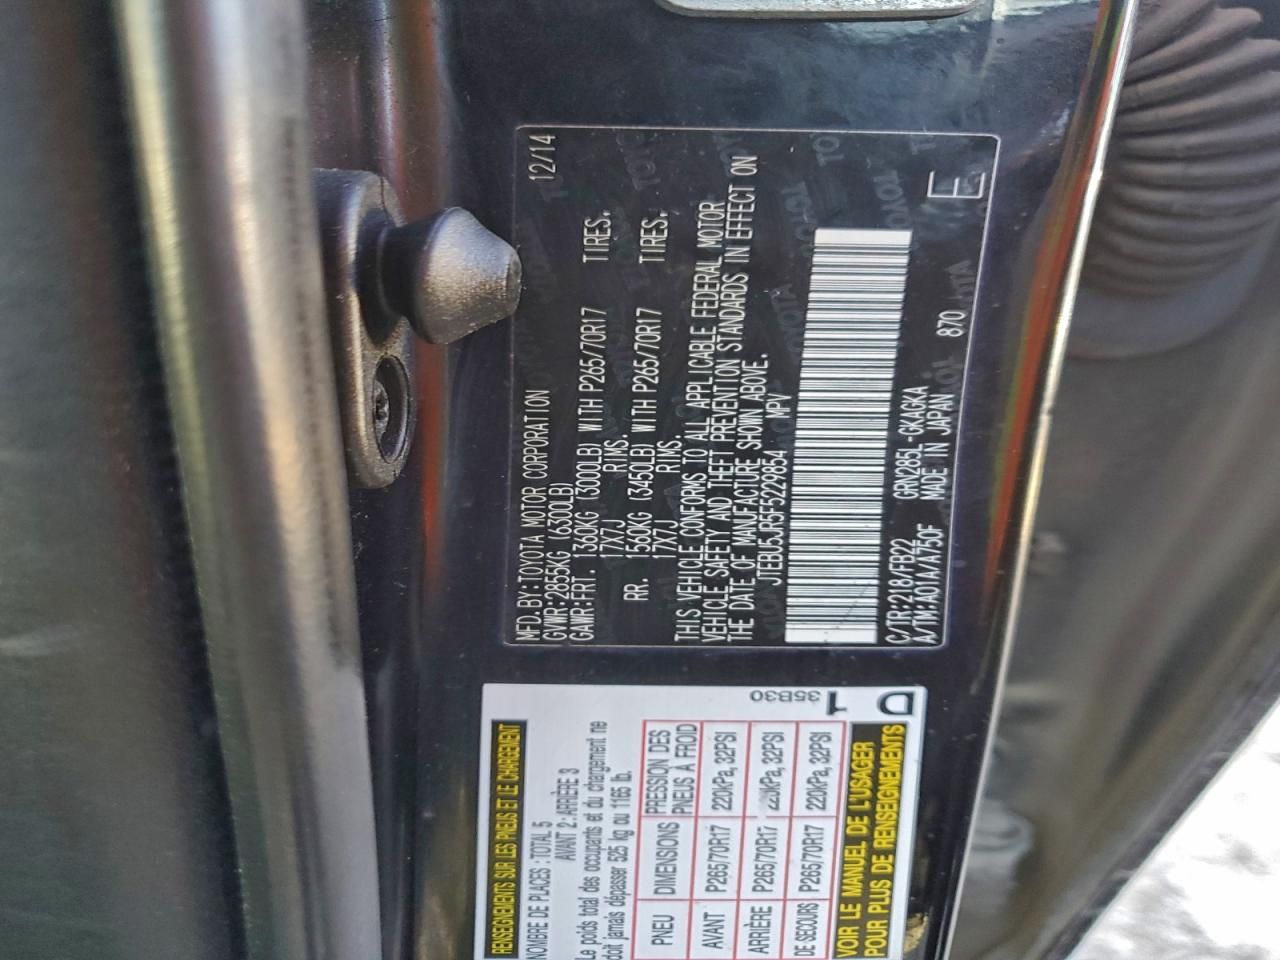 MFD.BY:TOYOTA MOTOR CORPORATION 12/14
GVWR:2855KG (6300LB)
GAWR:FRT. 1360KG (3000LB) WITH P265/70R17 TIRES.
17X7J RIMS.
RR. 1560KG (3450LB) WITH P265/70R17 TIRES.
17X7J RIMS.
THIS VEHICLE CONFORMS TO ALL APPLICABLE FEDERAL MOTOR
VEHICLE SAFETY AND THEFT PREVENTION STANDARDS IN EFFECT ON
THE DATE OF MANUFACTURE SHOWN ABOVE.
JTEBU5JR5F5229854 MPV
C/TR:218/FB22 GRN285L-GKAGKA
A/TM:A01A/A750F MADE IN JAPAN 870 E
RENSEIGNEMENTS SUR LES PNEUS ET LE CHARGEMENT
NOMBRE DE PLACES : TOTAL 5
AVANT 2 : ARRIÈRE 3
Le poids total des occupants et du chargement ne
doit jamais dépasser 525 kg ou 1165 lb.
PNEU DIMENSIONS PRESSION DES PNEUS À FROID
AVANT P265/70R17 220kPa, 32PSI
ARRIÈRE P265/70R17 220kPa, 32PSI
DE SECOURS P265/70R17 220kPa, 32PSI
VOIR LE MANUEL DE L'USAGER
POUR PLUS DE RENSEIGNEMENTS
35B30
1
D